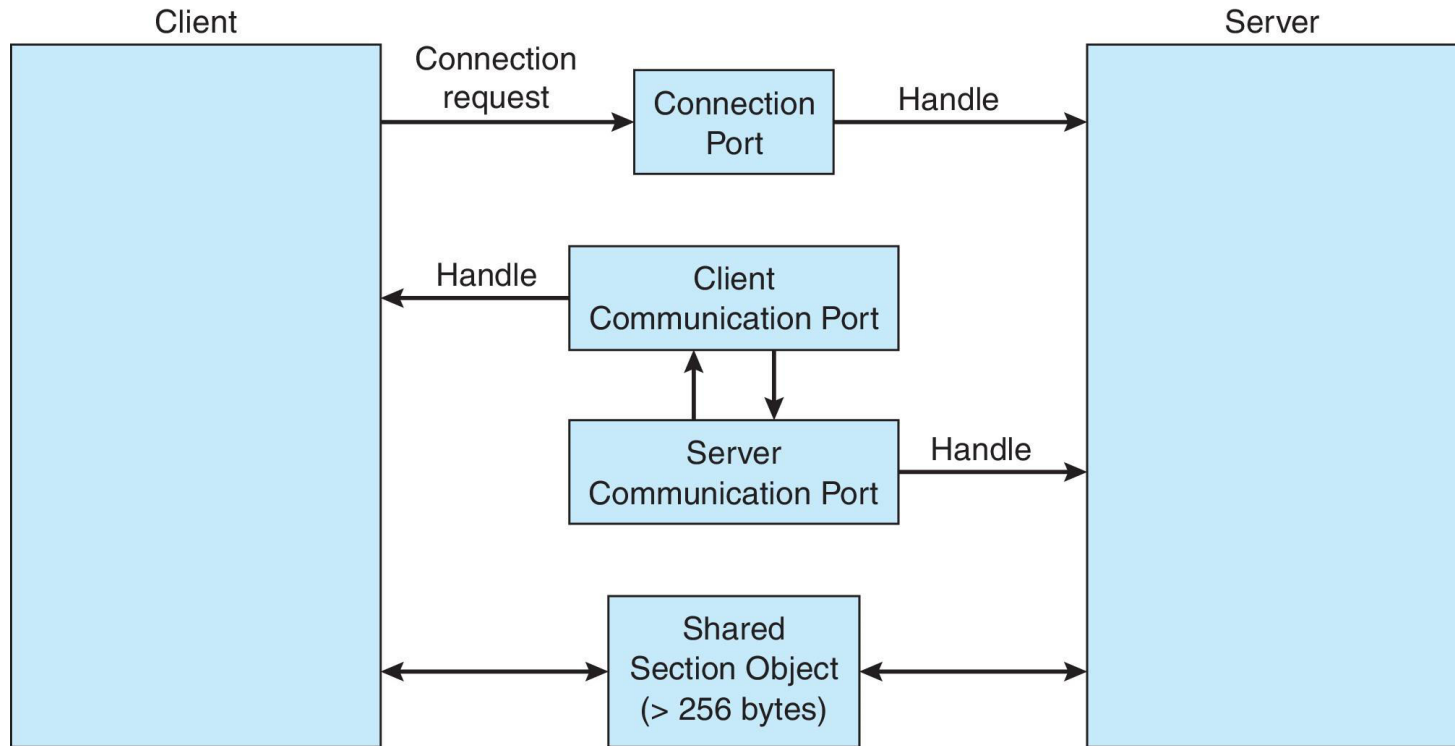 Client
Server
Connection
request
Connection
Port
Handle
Handle
Client
Communication Port
Server
Communication Port
Handle
Shared
Section Object
(> 256 bytes)